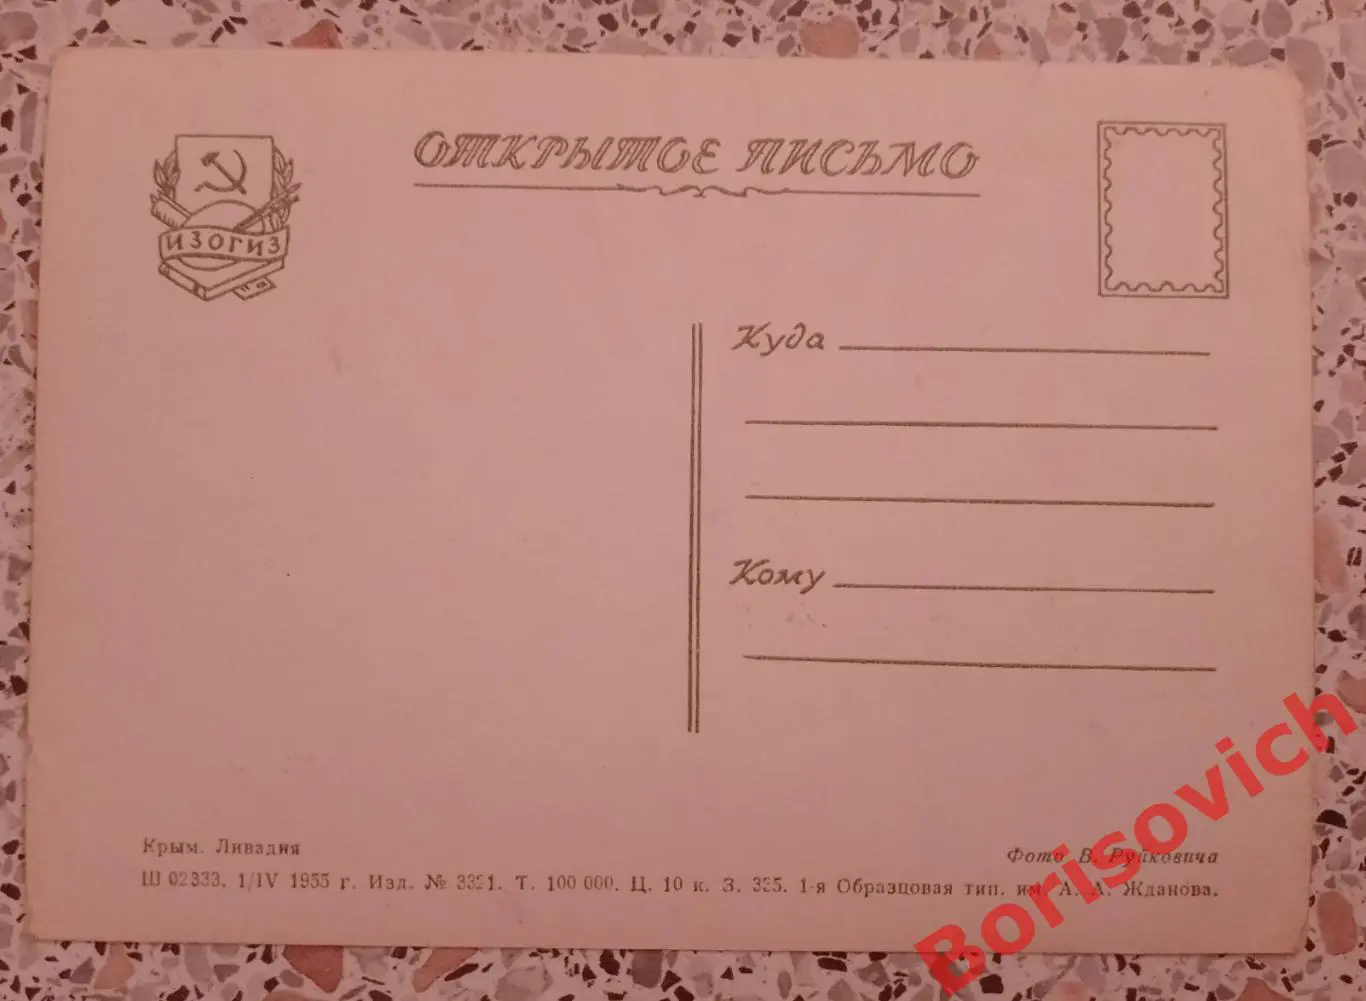 ОТКРЫТОЕ ПИСЬМО
ИЗОГИЗ
Куда
Кому
Крым. Ливадия
Фото В. Руйковича
Ш 02333. 1/IV 1955 г. Изд. № 3321. Т. 100 000. Ц. 10 к. З. 335. 1-я Образцовая тип. им. А. А. Жданова.
Borisovich